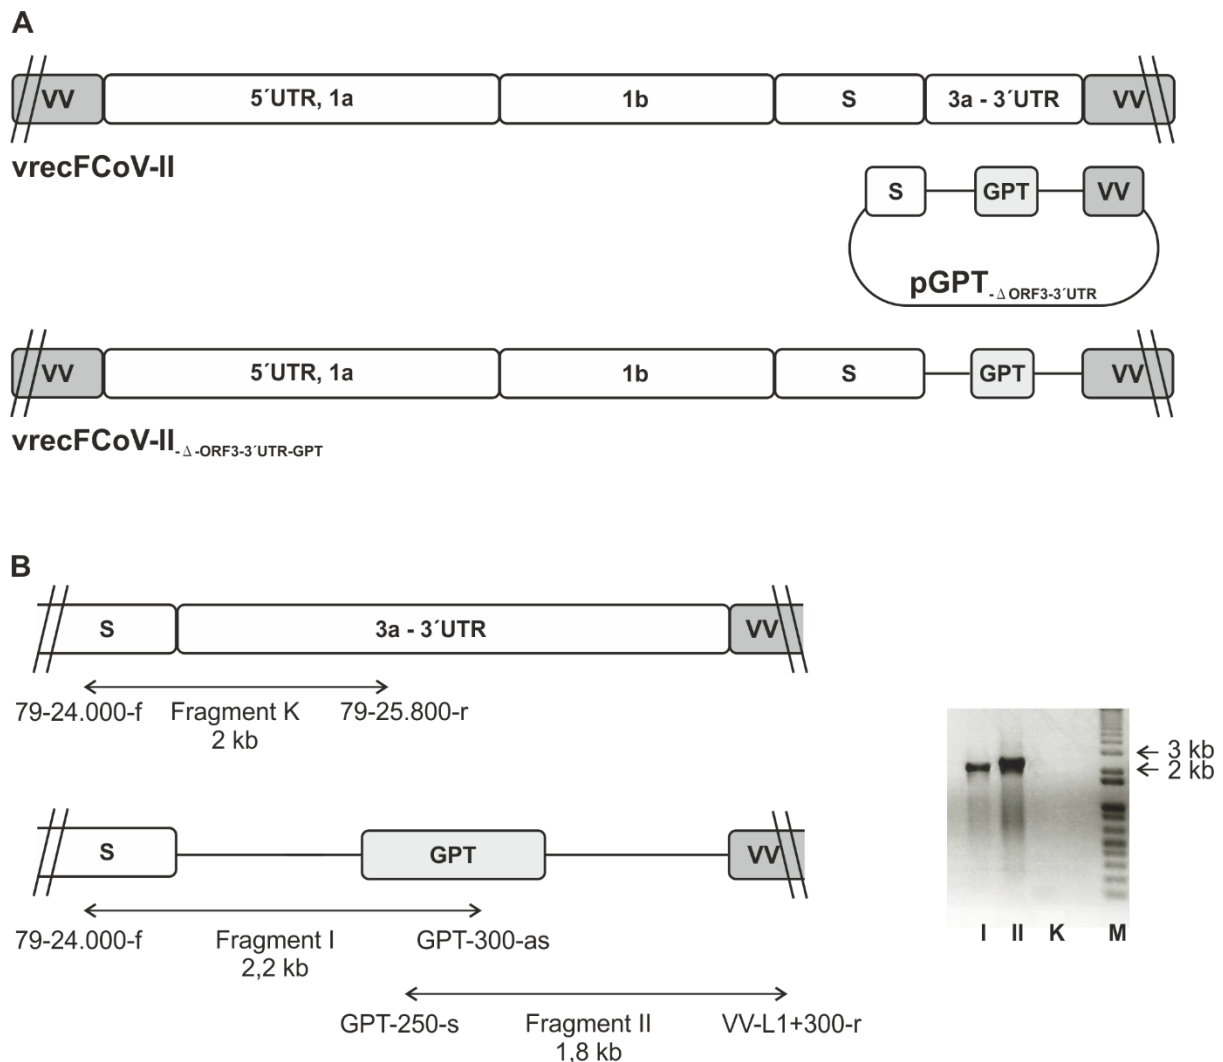 A
VV 5´UTR, 1a 1b S 3a - 3´UTR VV
vrecFCoV-II
S GPT VV
pGPT-Δ ORF3-3´UTR
VV 5´UTR, 1a 1b S GPT VV
vrecFCoV-II-Δ-ORF3-3´UTR-GPT
B
S 3a - 3´UTR VV
79-24.000-f Fragment K 79-25.800-r
2 kb
3 kb
2 kb
S GPT VV
79-24.000-f Fragment I GPT-300-as
2,2 kb
I II K M
GPT-250-s Fragment II VV-L1+300-r
1,8 kb